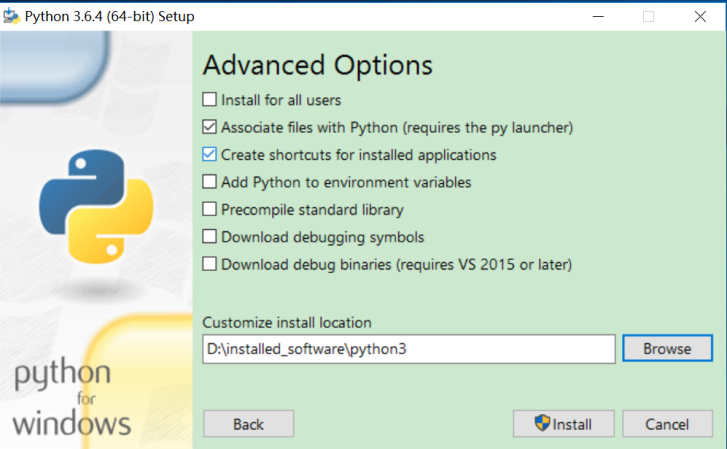 Python 3.6.4 (64-bit) Setup
Advanced Options
Install for all users
Associate files with Python (requires the py launcher)
Create shortcuts for installed applications
Add Python to environment variables
Precompile standard library
Download debugging symbols
Download debug binaries (requires VS 2015 or later)
Customize install location
D:\installed_software\python3
Browse
python
for
windows
Back
Install
Cancel